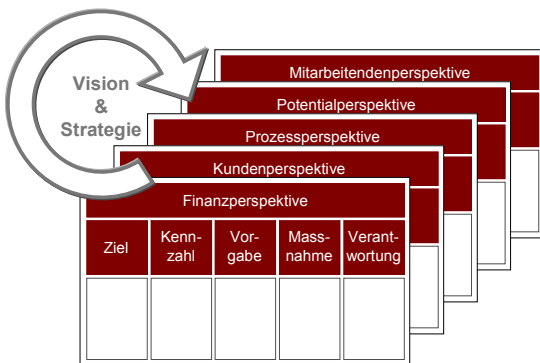 Vision
&
Strategie
Mitarbeitendenperspektive
Potentialperspektive
Prozessperspektive
Kundenperspektive
Finanzperspektive
Ziel
Kenn-
zahl
Vor-
gabe
Mass-
nahme
Verant-
wortung